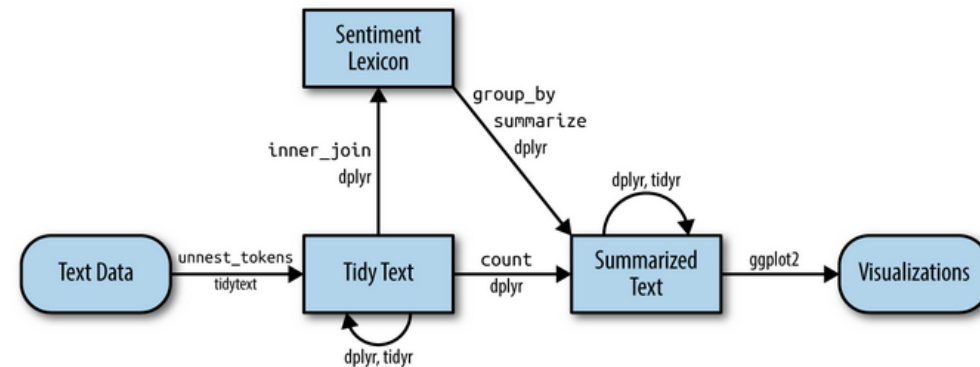 Sentiment
Lexicon
group_by
summarize
dplyr
inner_join
dplyr
dplyr, tidyr
Text Data
unnest_tokens
tidytext
Tidy Text
count
dplyr
Summarized
Text
ggplot2
Visualizations
dplyr, tidyr